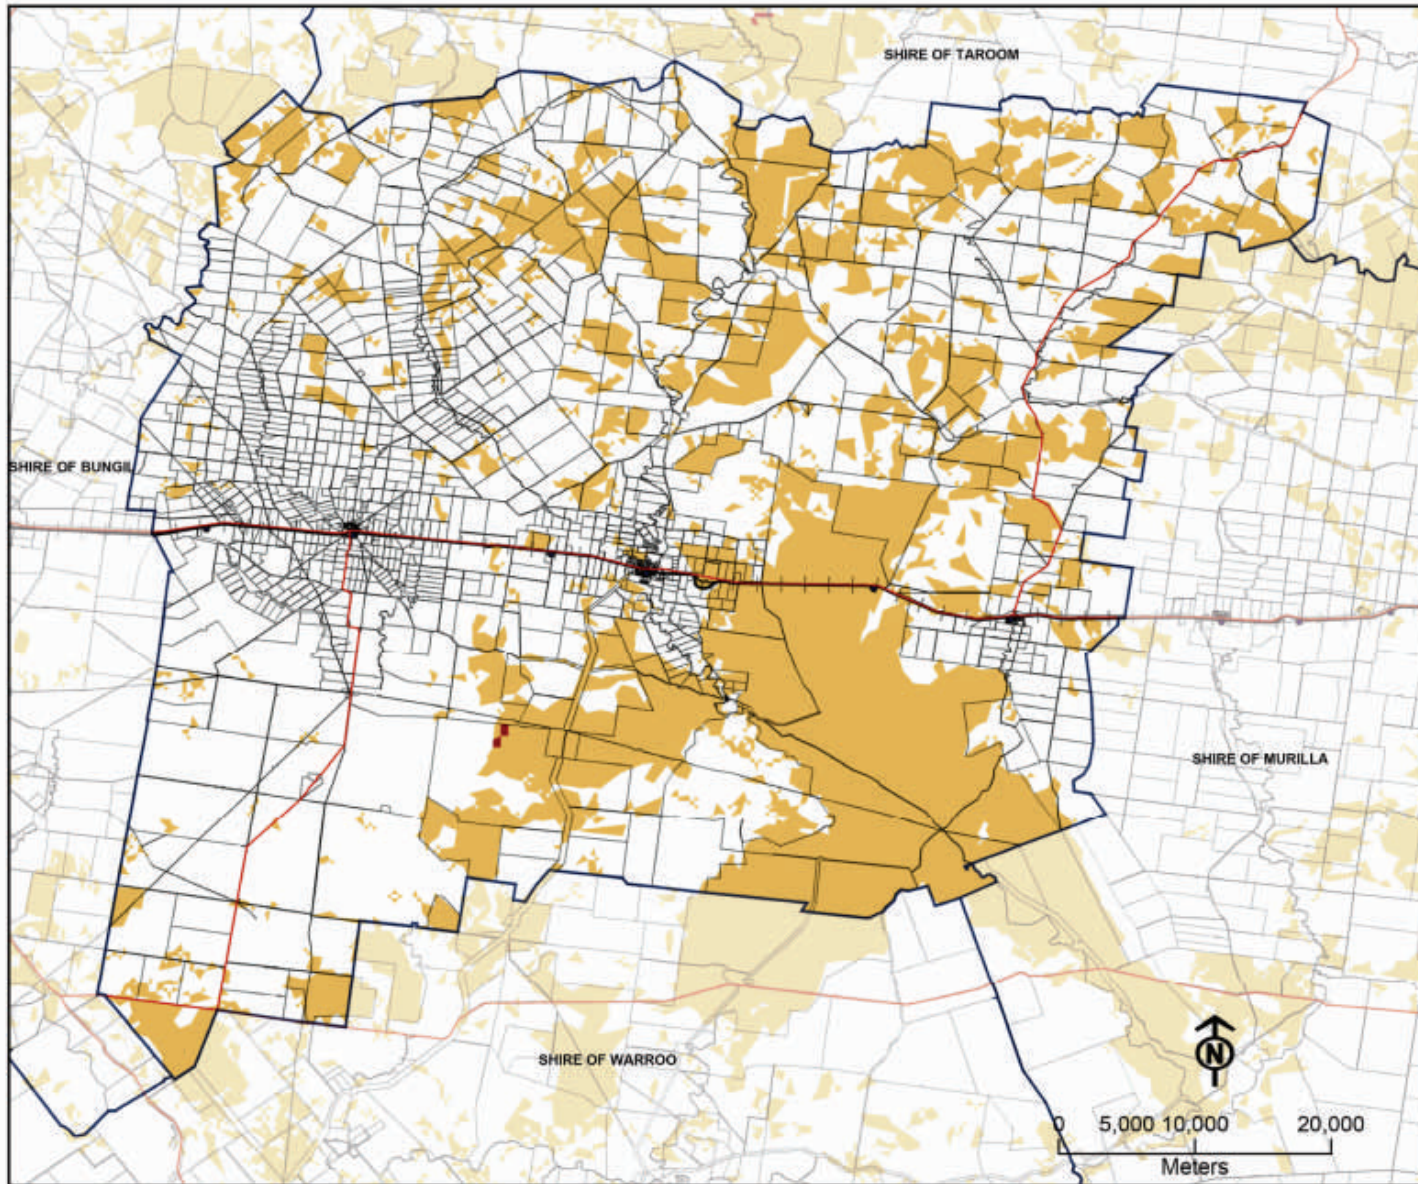 SHIRE OF TAROOM
SHIRE OF BUNGIL
SHIRE OF MURILLA
SHIRE OF WARROO
N
0 5,000 10,000 20,000
Meters